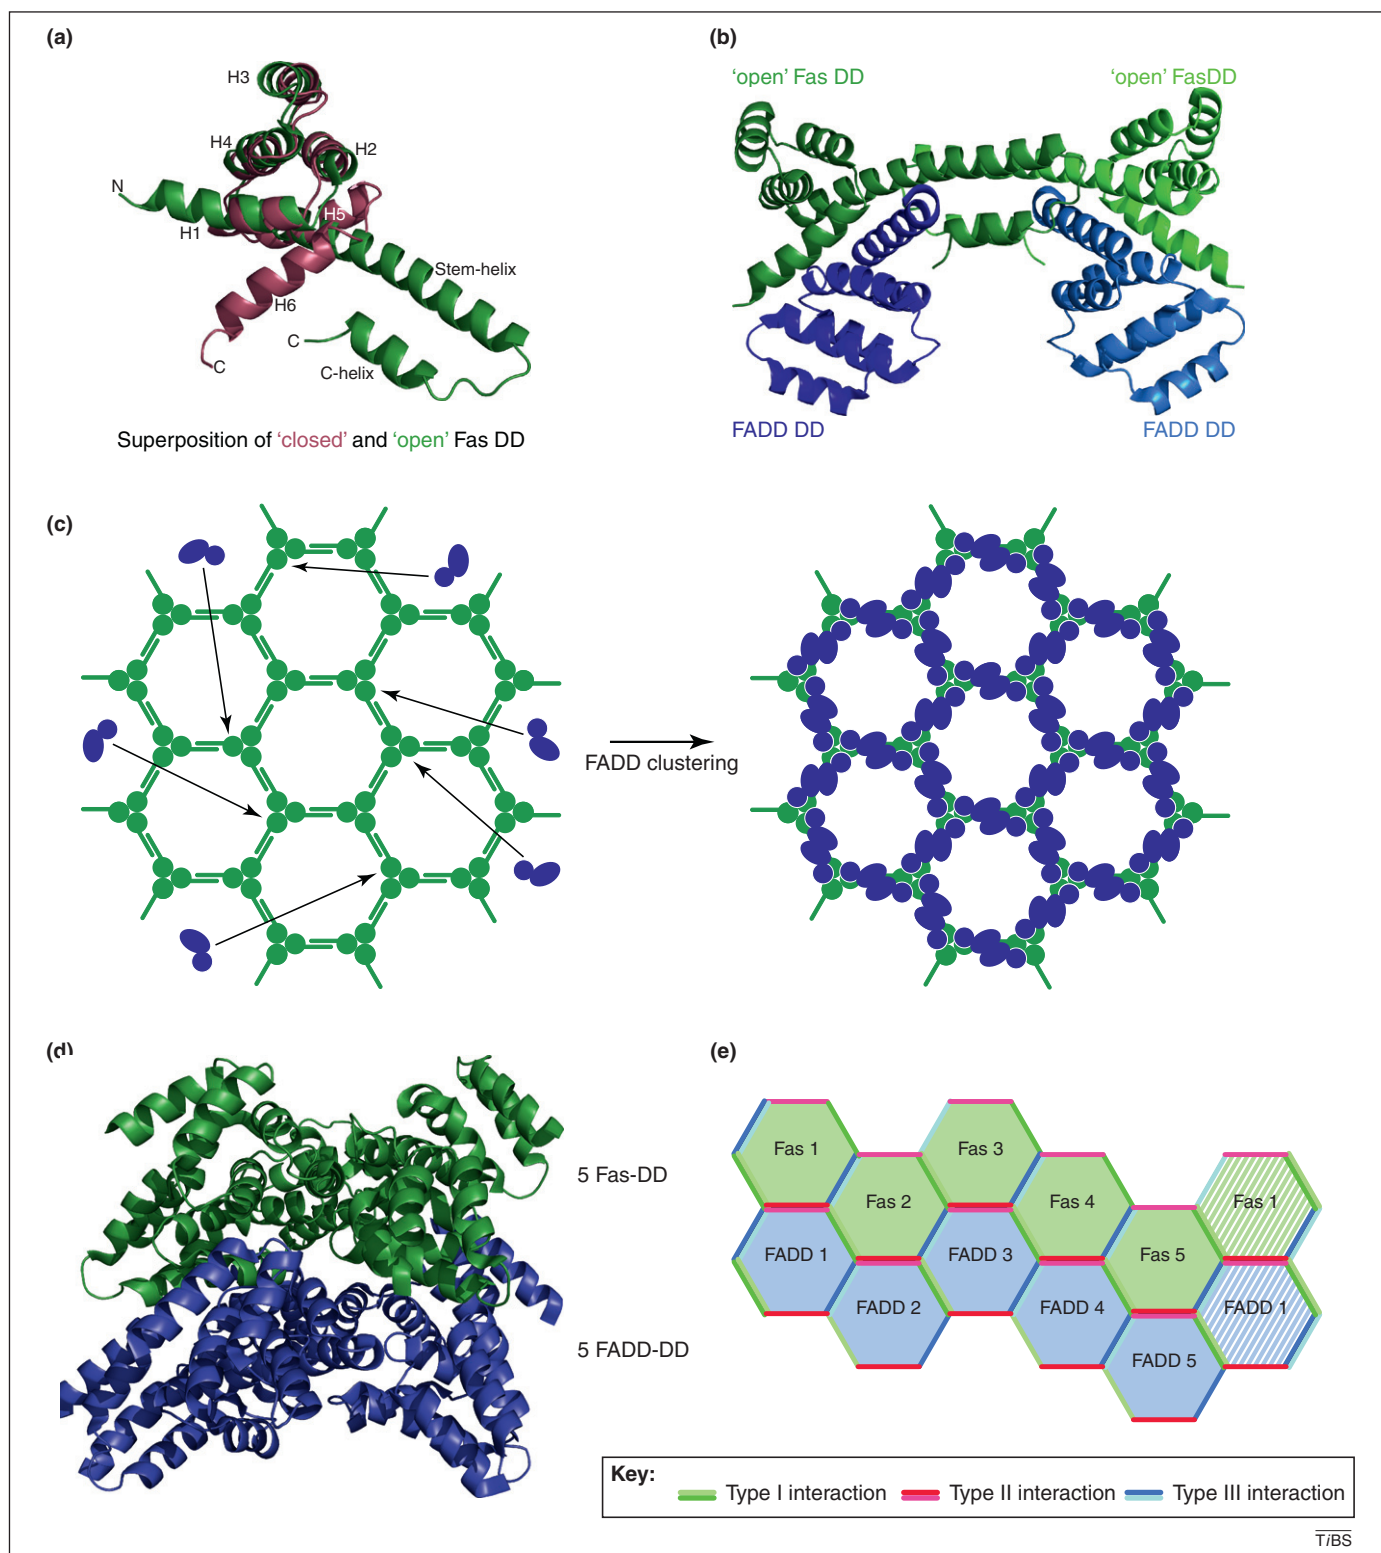 (a)
H3
H4
H2
N
H5
H1
Stem-helix
H6
C
C-helix
C
Superposition of 'closed' and 'open' Fas DD
(b)
'open' Fas DD
'open' FasDD
FADD DD
FADD DD
(c)
FADD clustering
(d)
5 Fas-DD
5 FADD-DD
(e)
Fas 1
Fas 3
Fas 2
Fas 4
Fas 1
FADD 1
FADD 3
Fas 5
FADD 2
FADD 4
FADD 1
FADD 5
Key:
Type I interaction
Type II interaction
Type III interaction
TiBS